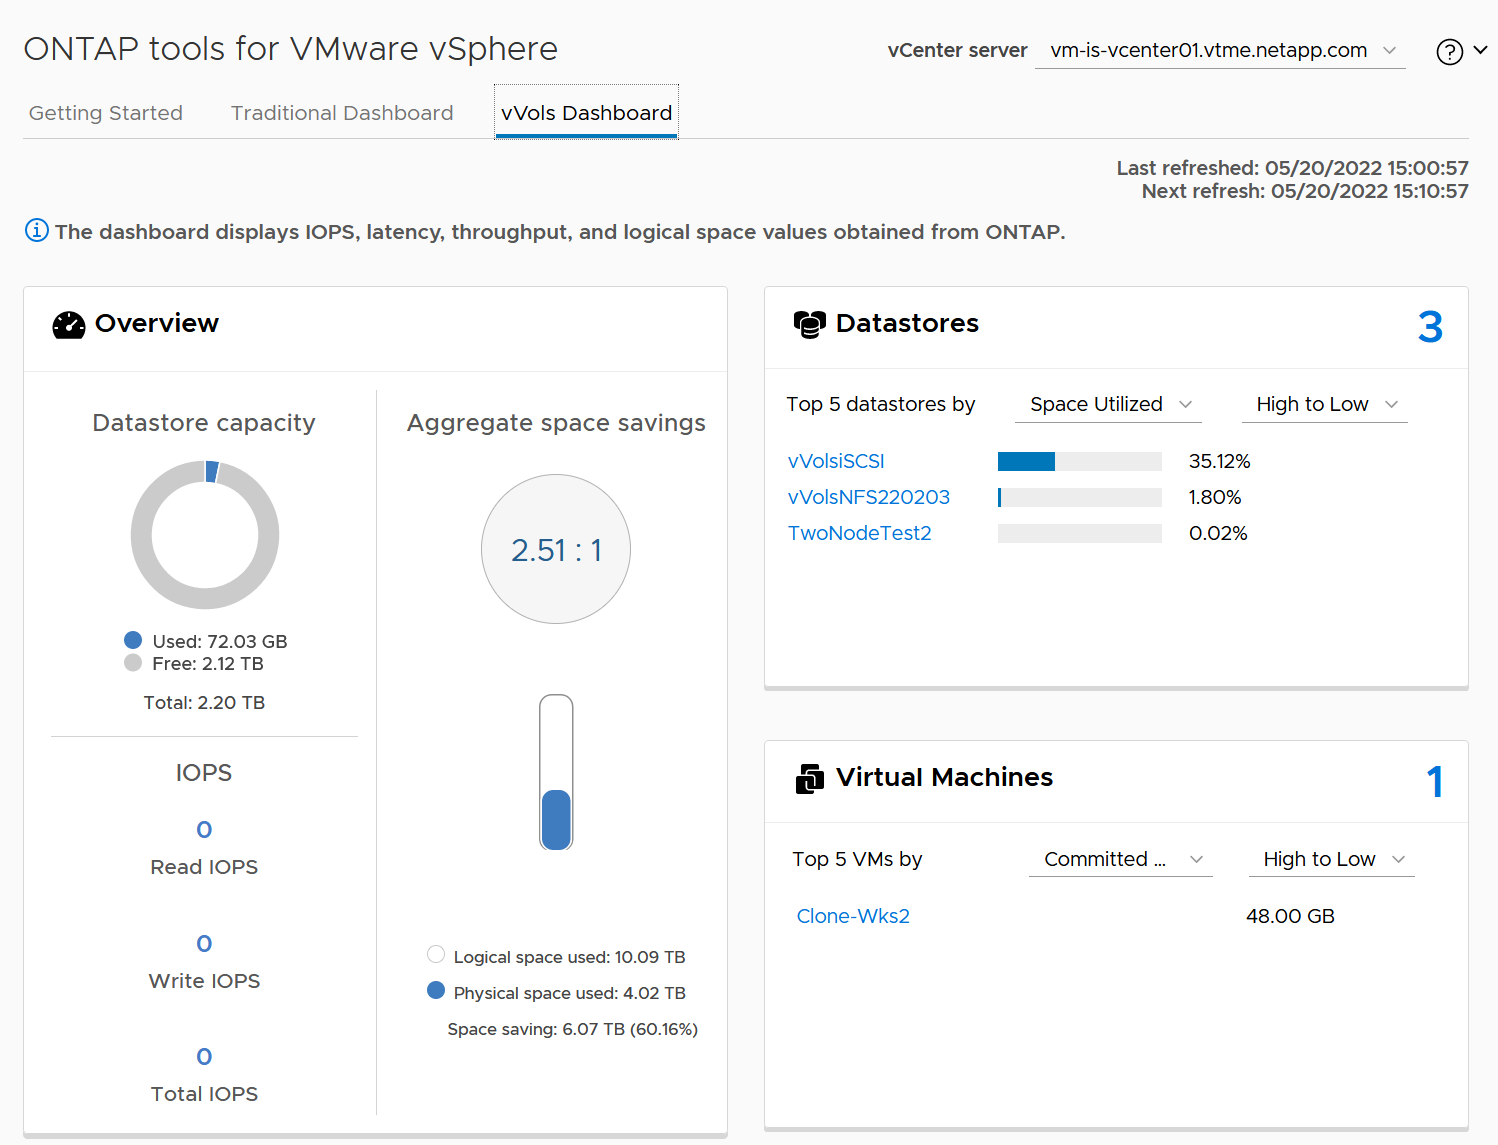 ONTAP tools for VMware vSphere
vCenter server vm-is-vcenter01.vtme.netapp.com
Getting Started Traditional Dashboard vVols Dashboard
Last refreshed: 05/20/2022 15:00:57
Next refresh: 05/20/2022 15:10:57
The dashboard displays IOPS, latency, throughput, and logical space values obtained from ONTAP.
Overview
Datastore capacity
Used: 72.03 GB
Free: 2.12 TB
Total: 2.20 TB
IOPS
0
Read IOPS
0
Write IOPS
0
Total IOPS
Aggregate space savings
2.51 : 1
Logical space used: 10.09 TB
Physical space used: 4.02 TB
Space saving: 6.07 TB (60.16%)
Datastores 3
Top 5 datastores by Space Utilized High to Low
vVolsiSCSI 35.12%
vVolsNFS220203 1.80%
TwoNodeTest2 0.02%
Virtual Machines 1
Top 5 VMs by Committed ... High to Low
Clone-Wks2 48.00 GB